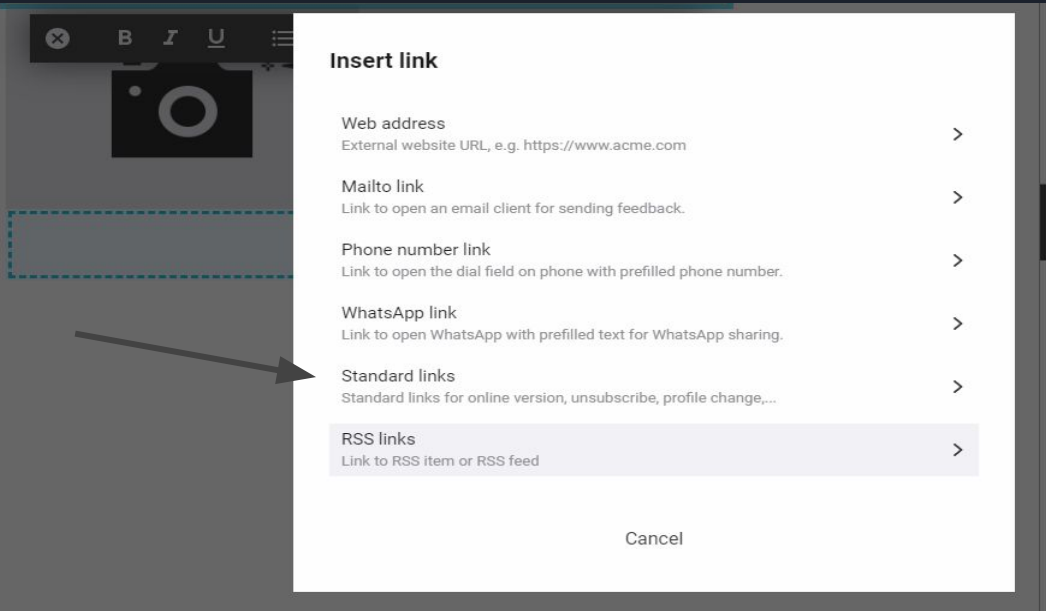 B I U
Insert link
Web address
External website URL, e.g. https://www.acme.com
Mailto link
Link to open an email client for sending feedback.
Phone number link
Link to open the dial field on phone with prefilled phone number.
WhatsApp link
Link to open WhatsApp with prefilled text for WhatsApp sharing.
Standard links
Standard links for online version, unsubscribe, profile change,...
RSS links
Link to RSS item or RSS feed
Cancel